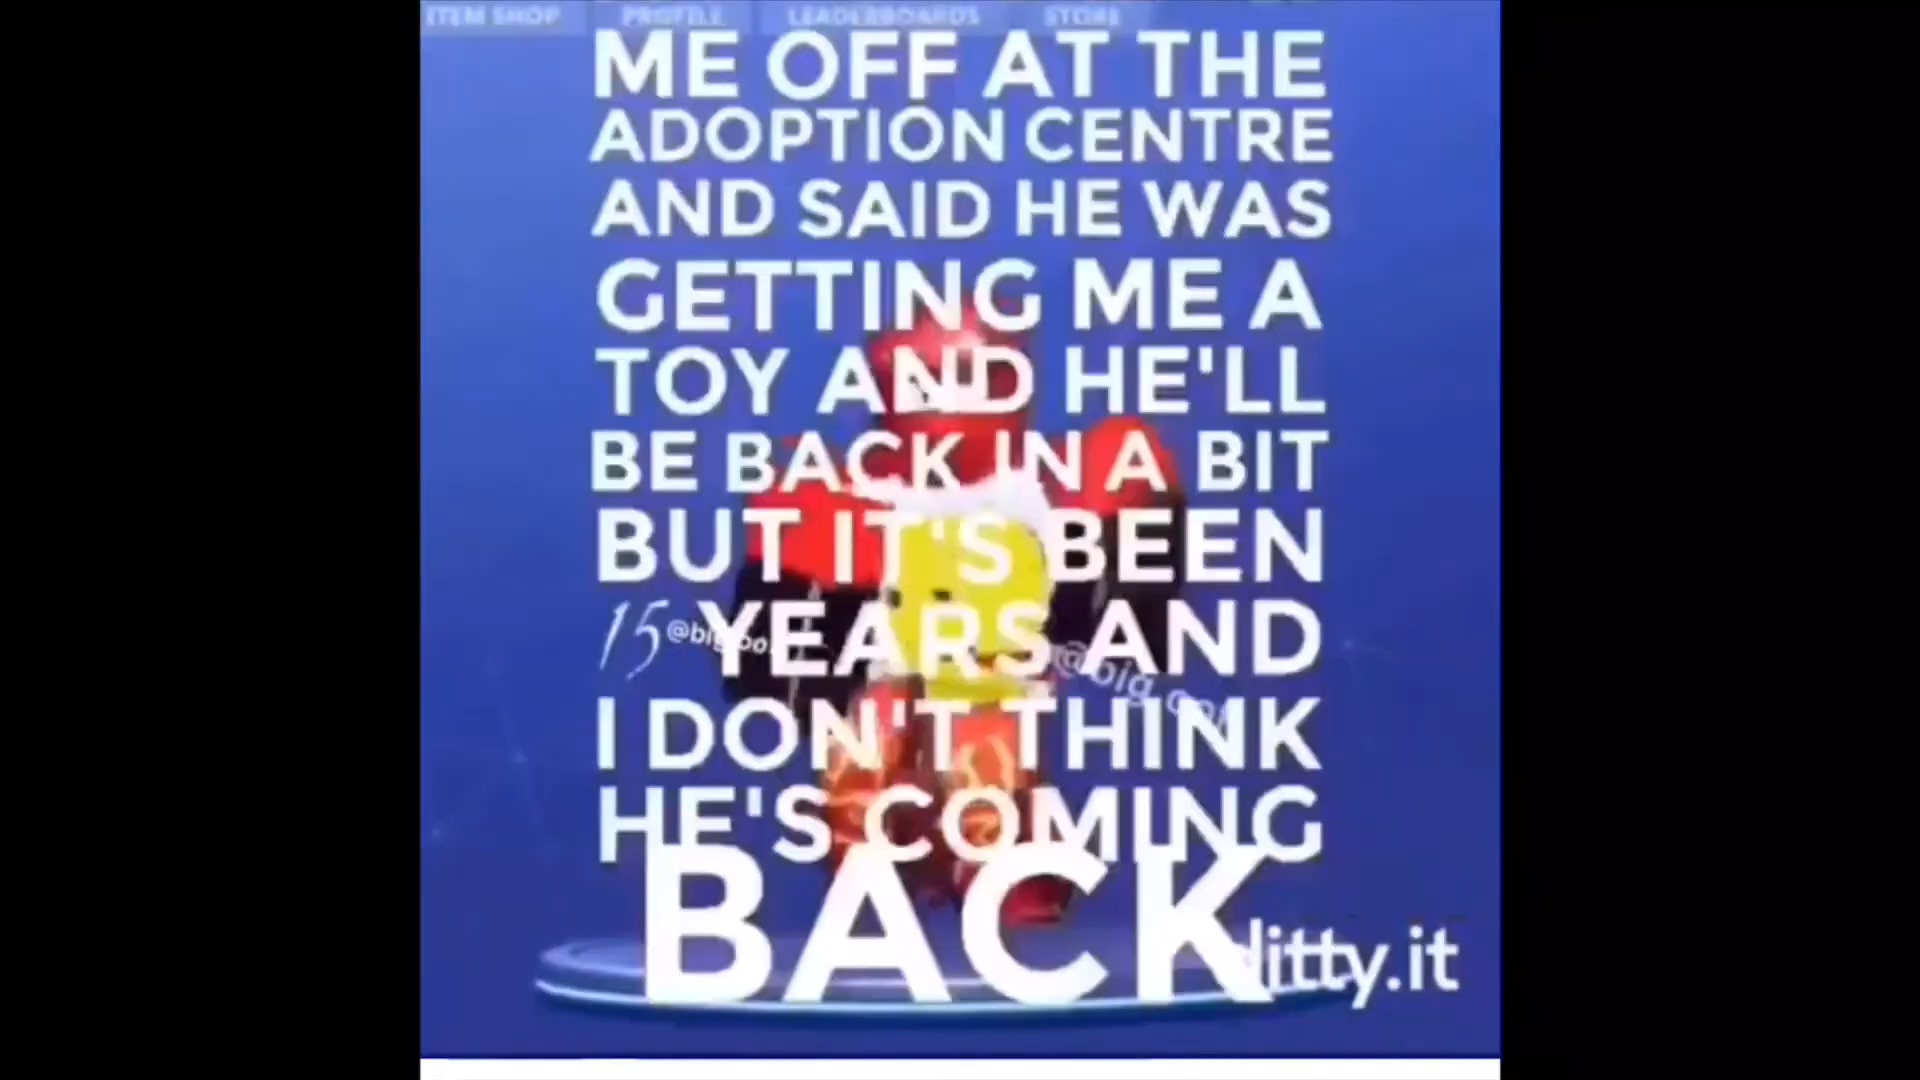 ITEM SHOP PROFILE LEADERBOARDS STORE
ME OFF AT THE
ADOPTION CENTRE
AND SAID HE WAS
GETTING ME A
TOY AND HE'LL
BE BACK IN A BIT
BUT IT'S BEEN
15 YEARS AND
I DON'T THINK
HE'S COMING
BACK
ditty.it